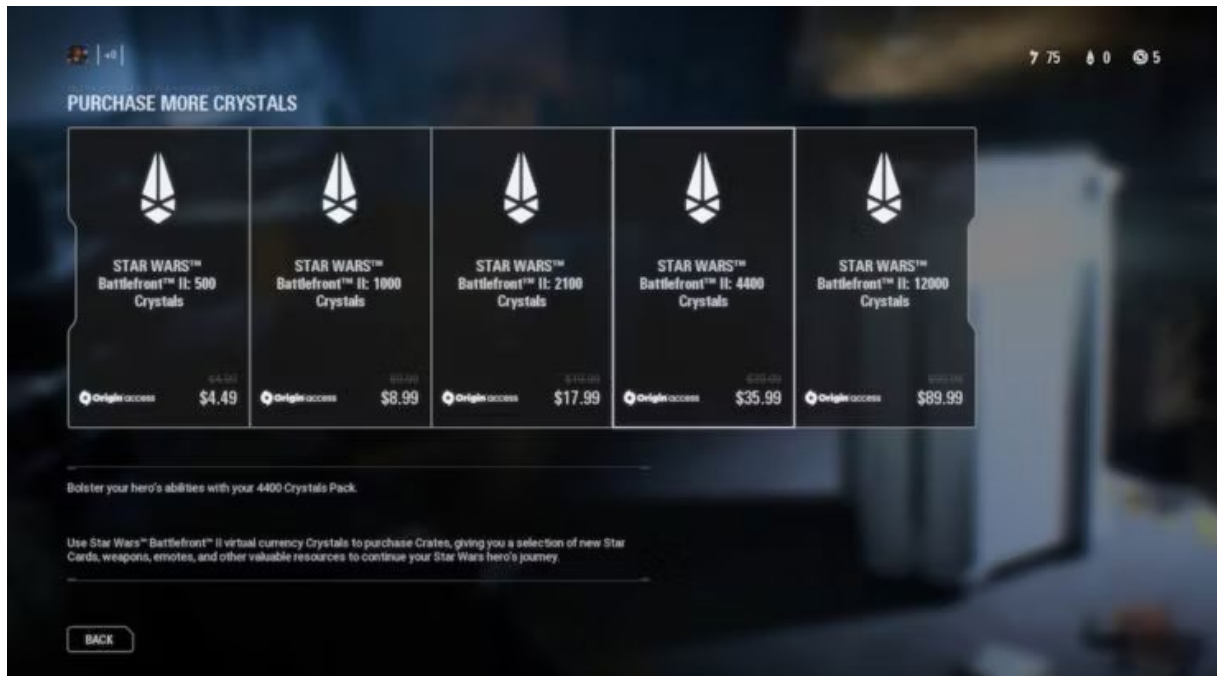 +0
75 0 5
PURCHASE MORE CRYSTALS
STAR WARS™
Battlefront™ II: 500
Crystals
$4.99
Origin access $4.49
STAR WARS™
Battlefront™ II: 1000
Crystals
$9.99
Origin access $8.99
STAR WARS™
Battlefront™ II: 2100
Crystals
$19.99
Origin access $17.99
STAR WARS™
Battlefront™ II: 4400
Crystals
$39.99
Origin access $35.99
STAR WARS™
Battlefront™ II: 12000
Crystals
$99.99
Origin access $89.99
Bolster your hero's abilities with your 4400 Crystals Pack.
Use Star Wars™ Battlefront™ II virtual currency Crystals to purchase Crates, giving you a selection of new Star
Cards, weapons, emotes, and other valuable resources to continue your Star Wars hero's journey.
BACK